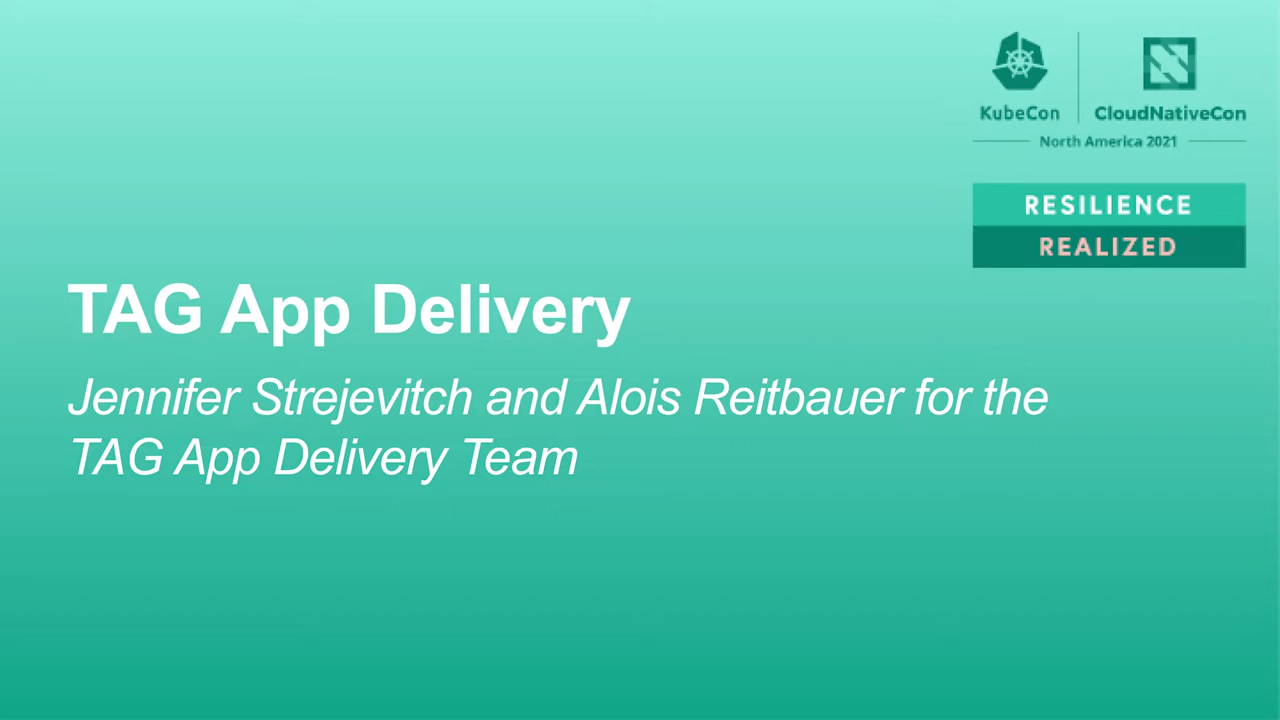 KubeCon
CloudNativeCon
North America 2021
RESILIENCE
REALIZED
TAG App Delivery
Jennifer Strejevitch and Alois Reitbauer for the
TAG App Delivery Team